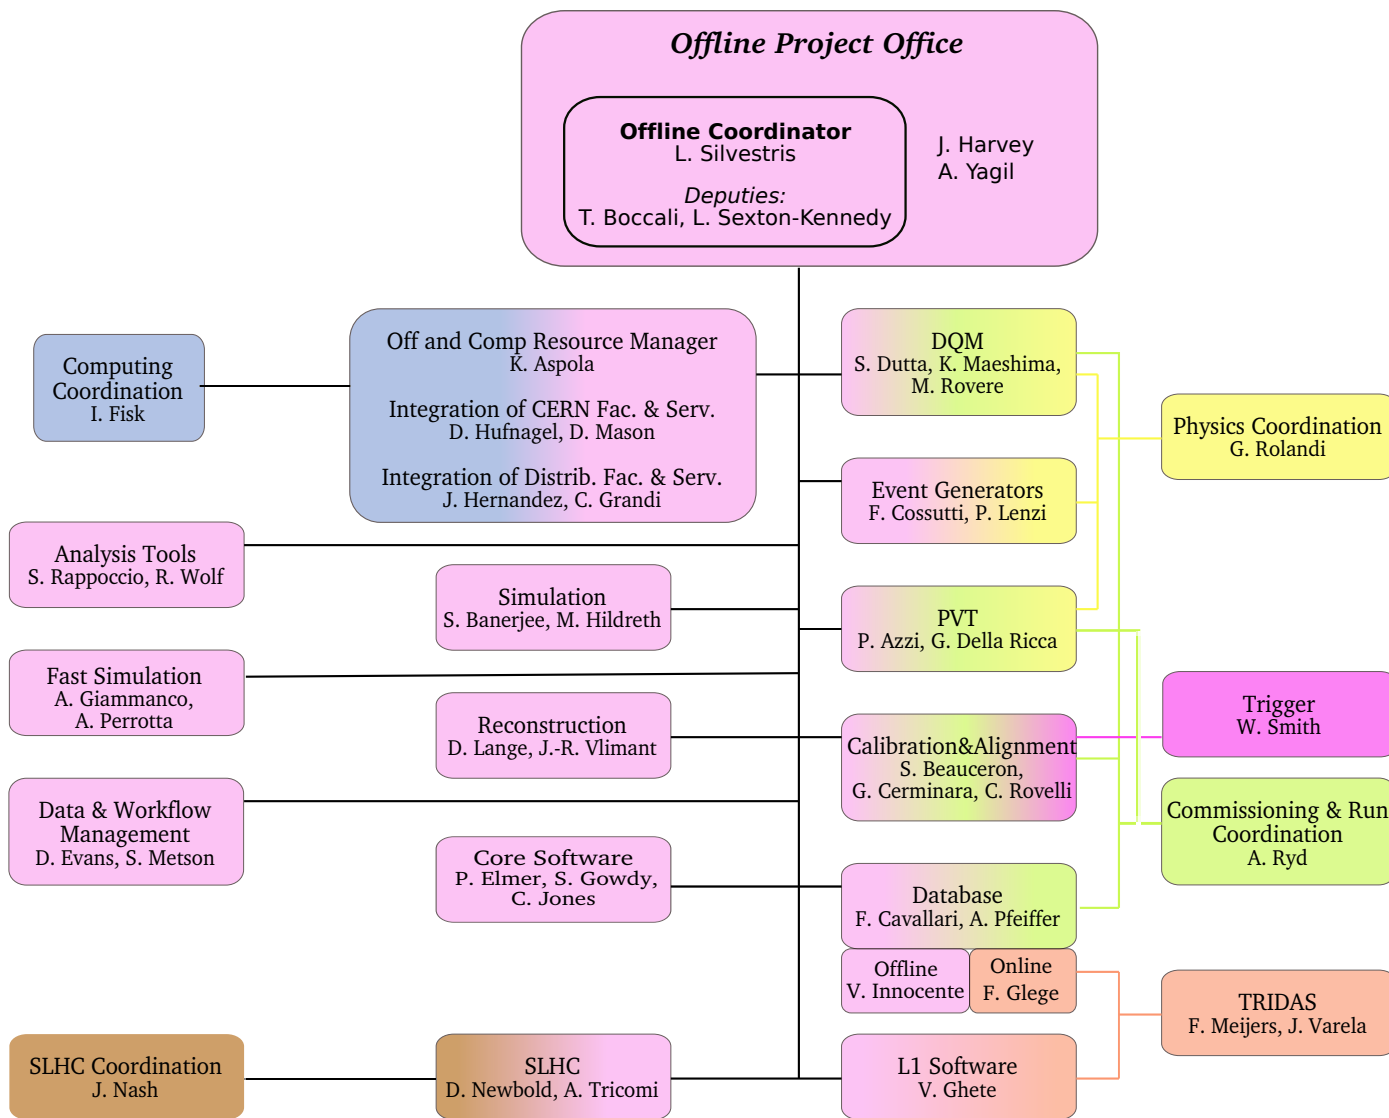 Offline Project Office
Offline Coordinator
L. Silvestris
Deputies:
T. Boccali, L. Sexton-Kennedy
J. Harvey
A. Yagil
Computing
Coordination
I. Fisk
Off and Comp Resource Manager
K. Aspola
Integration of CERN Fac. & Serv.
D. Hufnagel, D. Mason
Integration of Distrib. Fac. & Serv.
J. Hernandez, C. Grandi
DQM
S. Dutta, K. Maeshima,
M. Rovere
Physics Coordination
G. Rolandi
Event Generators
F. Cossutti, P. Lenzi
Analysis Tools
S. Rappoccio, R. Wolf
Simulation
S. Banerjee, M. Hildreth
PVT
P. Azzi, G. Della Ricca
Fast Simulation
A. Giammanco,
A. Perrotta
Reconstruction
D. Lange, J.-R. Vlimant
Calibration&Alignment
S. Beauceron,
G. Cerminara, C. Rovelli
Trigger
W. Smith
Data & Workflow
Management
D. Evans, S. Metson
Core Software
P. Elmer, S. Gowdy,
C. Jones
Commissioning & Run
Coordination
A. Ryd
Database
F. Cavallari, A. Pfeiffer
Offline
V. Innocente
Online
F. Glege
TRIDAS
F. Meijers, J. Varela
SLHC Coordination
J. Nash
SLHC
D. Newbold, A. Tricomi
L1 Software
V. Ghete